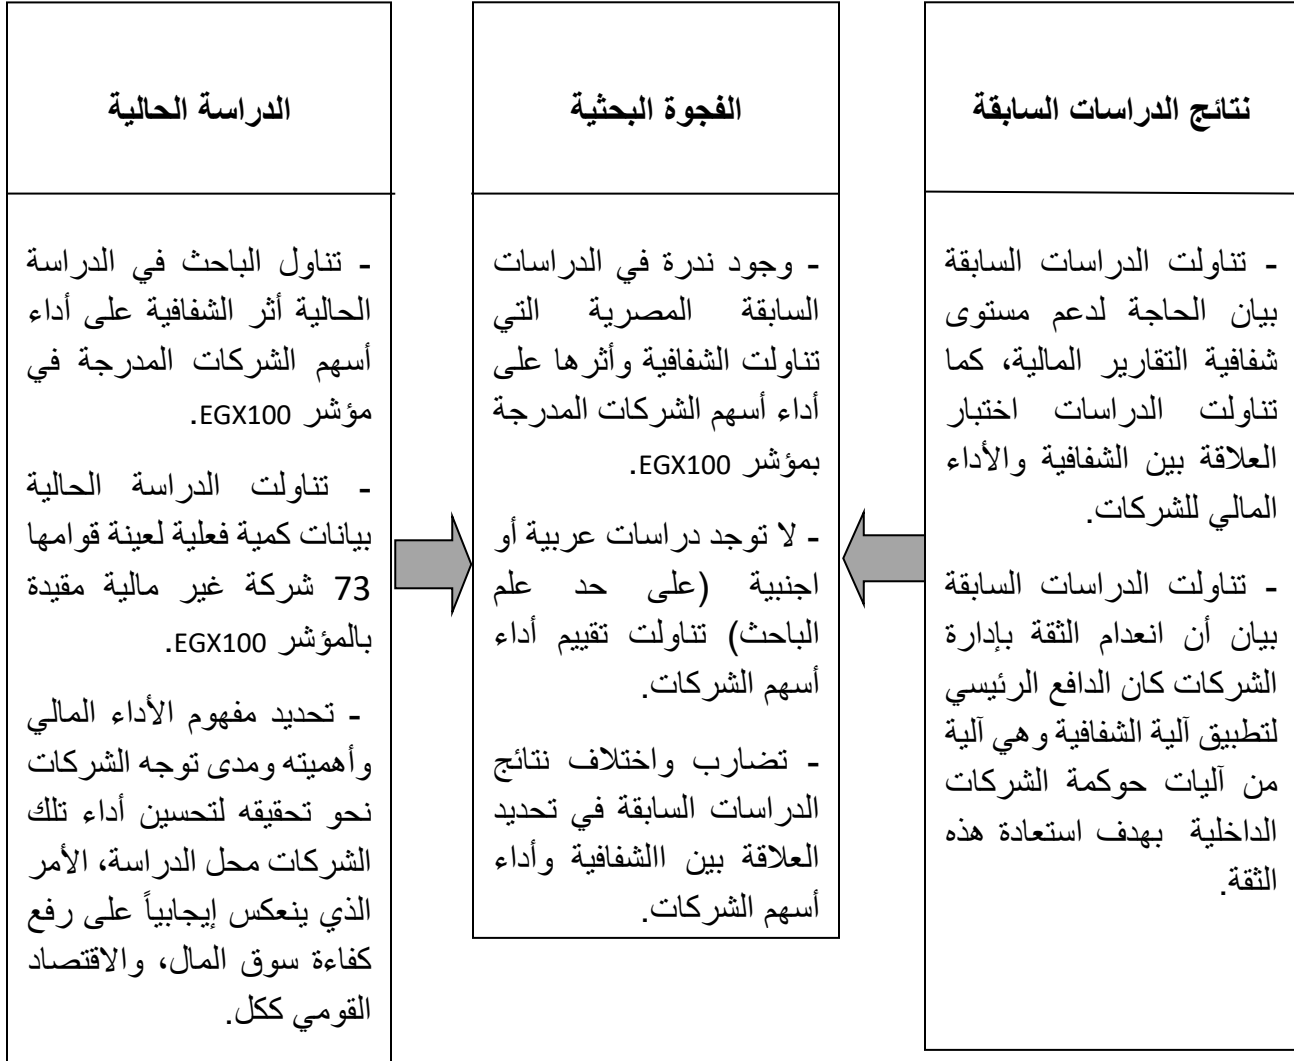 نتائج الدراسات السابقة
- تناولت الدراسات السابقة
بيان الحاجة لدعم مستوى
شفافية التقارير المالية، كما
تناولت الدراسات اختبار
العلاقة بين الشفافية والأداء
المالي للشركات.
- تناولت الدراسات السابقة
بيان أن انعدام الثقة بإدارة
الشركات كان الدافع الرئيسي
لتطبيق آلية الشفافية وهي آلية
من آليات حوكمة الشركات
الداخلية بهدف استعادة هذه
الثقة.
الفجوة البحثية
- وجود ندرة في الدراسات
السابقة المصرية التي
تناولت الشفافية وأثرها على
أداء أسهم الشركات المدرجة
بمؤشر EGX100.
- لا توجد دراسات عربية أو
اجنبية (على حد علم
الباحث) تناولت تقييم أداء
أسهم الشركات.
- تضارب واختلاف نتائج
الدراسات السابقة في تحديد
العلاقة بين االشفافية وأداء
أسهم الشركات.
الدراسة الحالية
- تناول الباحث في الدراسة
الحالية أثر الشفافية على أداء
أسهم الشركات المدرجة في
مؤشر EGX100.
- تناولت الدراسة الحالية
بيانات كمية فعلية لعينة قوامها
73 شركة غير مالية مقيدة
بالمؤشر EGX100.
- تحديد مفهوم الأداء المالي
وأهميته ومدى توجه الشركات
نحو تحقيقه لتحسين أداء تلك
الشركات محل الدراسة، الأمر
الذي ينعكس إيجابياً على رفع
كفاءة سوق المال، والاقتصاد
القومي ككل.